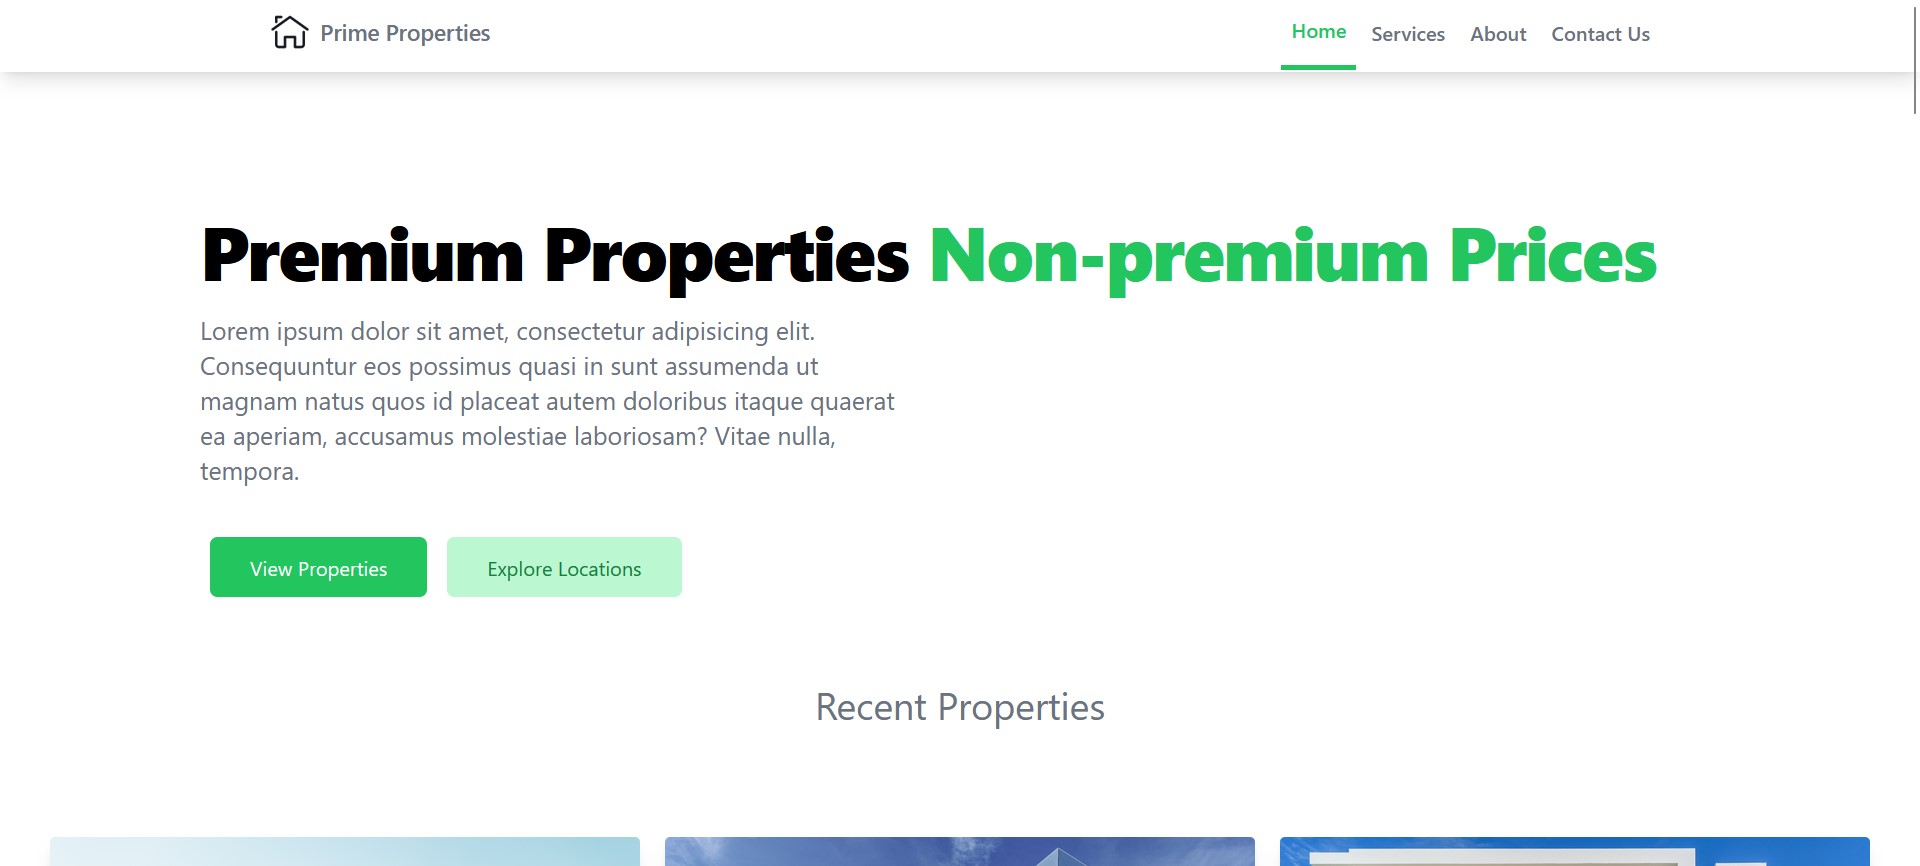 Prime Properties
Home Services About Contact Us
Premium Properties Non-premium Prices
Lorem ipsum dolor sit amet, consectetur adipisicing elit.
Consequuntur eos possimus quasi in sunt assumenda ut
magnam natus quos id placeat autem doloribus itaque quaerat
ea aperiam, accusamus molestiae laboriosam? Vitae nulla,
tempora.
View Properties Explore Locations
Recent Properties